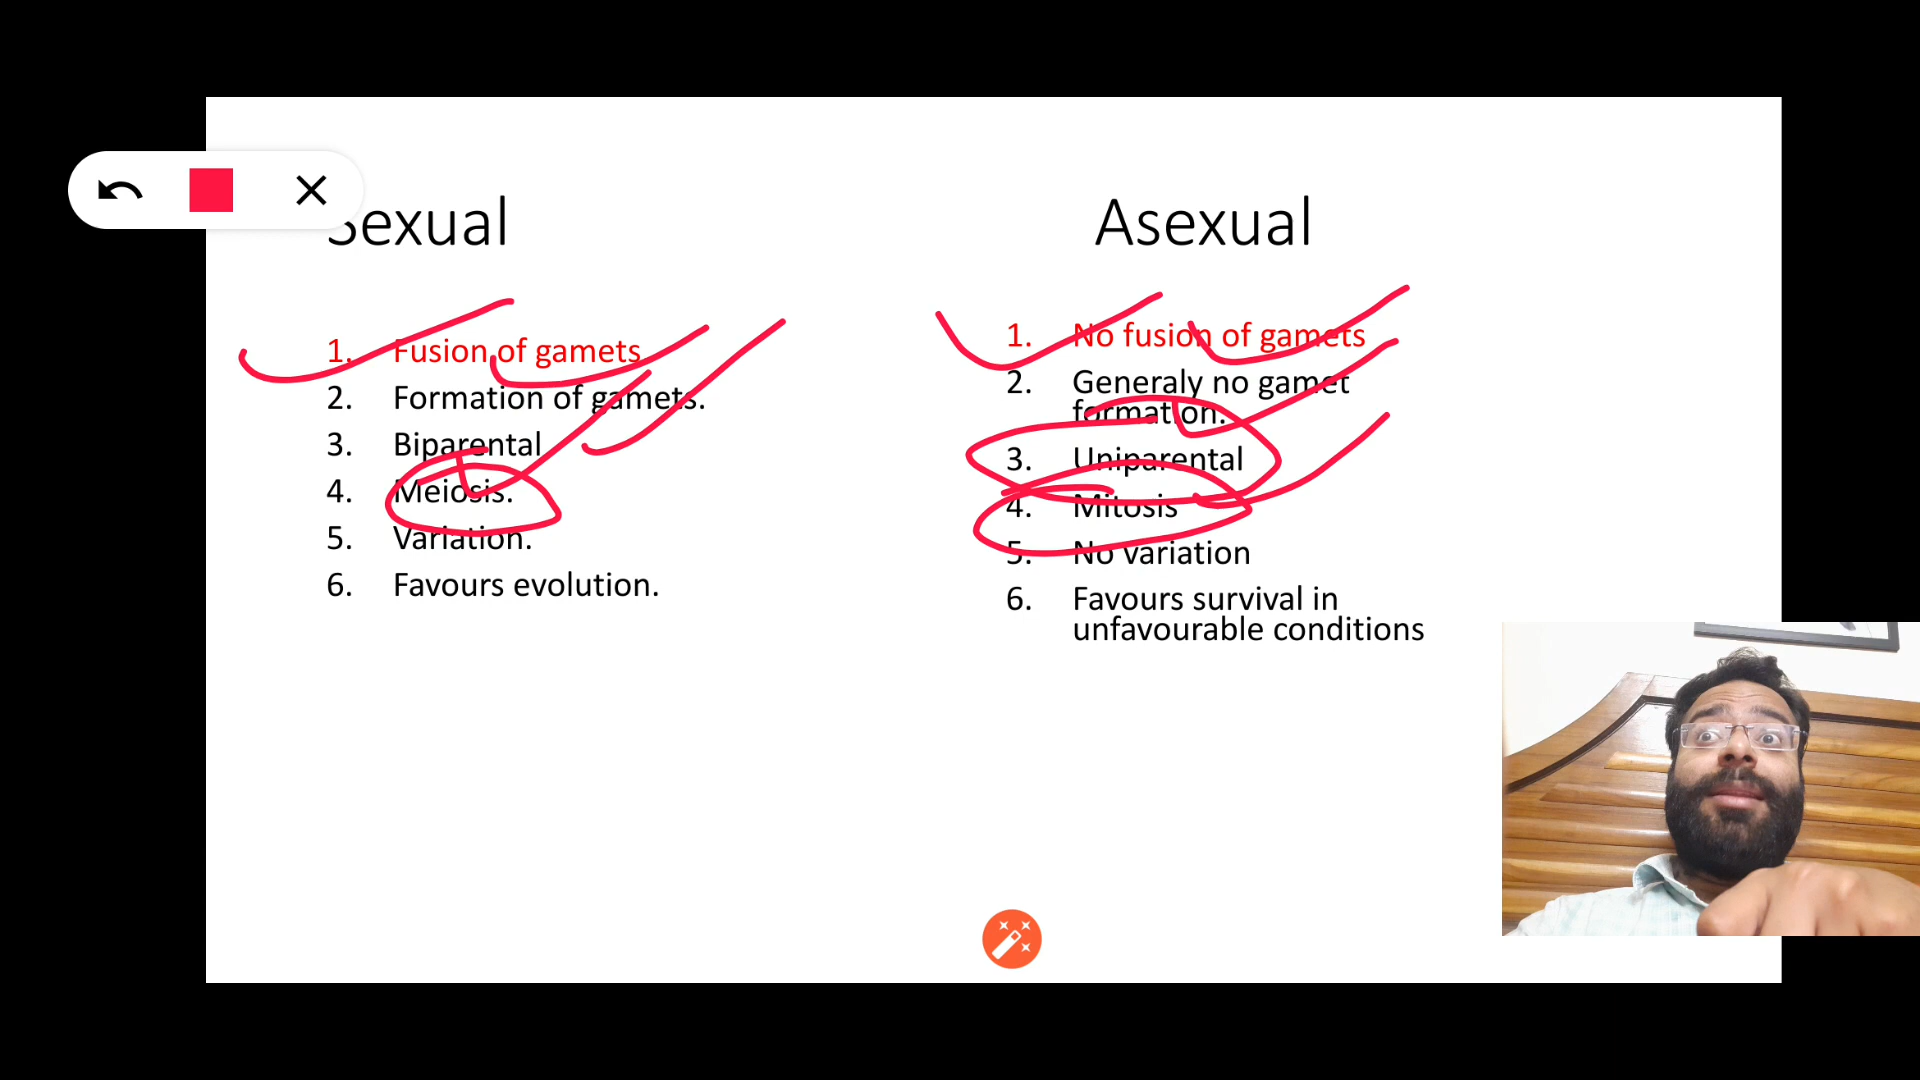 Sexual
1. Fusion of gamets
2. Formation of gamets.
3. Biparental
4. Meiosis.
5. Variation.
6. Favours evolution.
Asexual
1. No fusion of gamets
2. Generaly no gamet
formation.
3. Uniparental
4. Mitosis
5. No variation
6. Favours survival in
unfavourable conditions